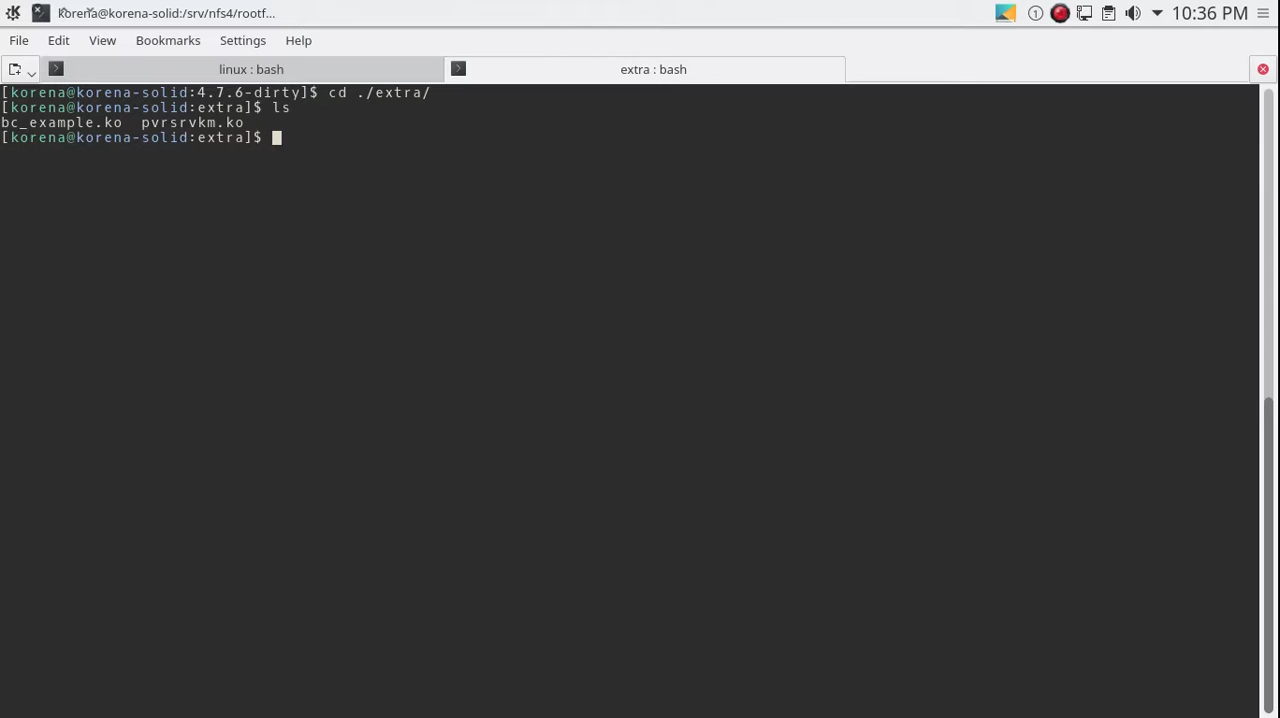 korena@korena-solid:/srv/nfs4/rootf...
10:36 PM
File Edit View Bookmarks Settings Help
linux : bash
extra : bash
[korena@korena-solid:4.7.6-dirty]$ cd ./extra/
[korena@korena-solid:extra]$ ls
bc_example.ko pvrsrvkm.ko
[korena@korena-solid:extra]$